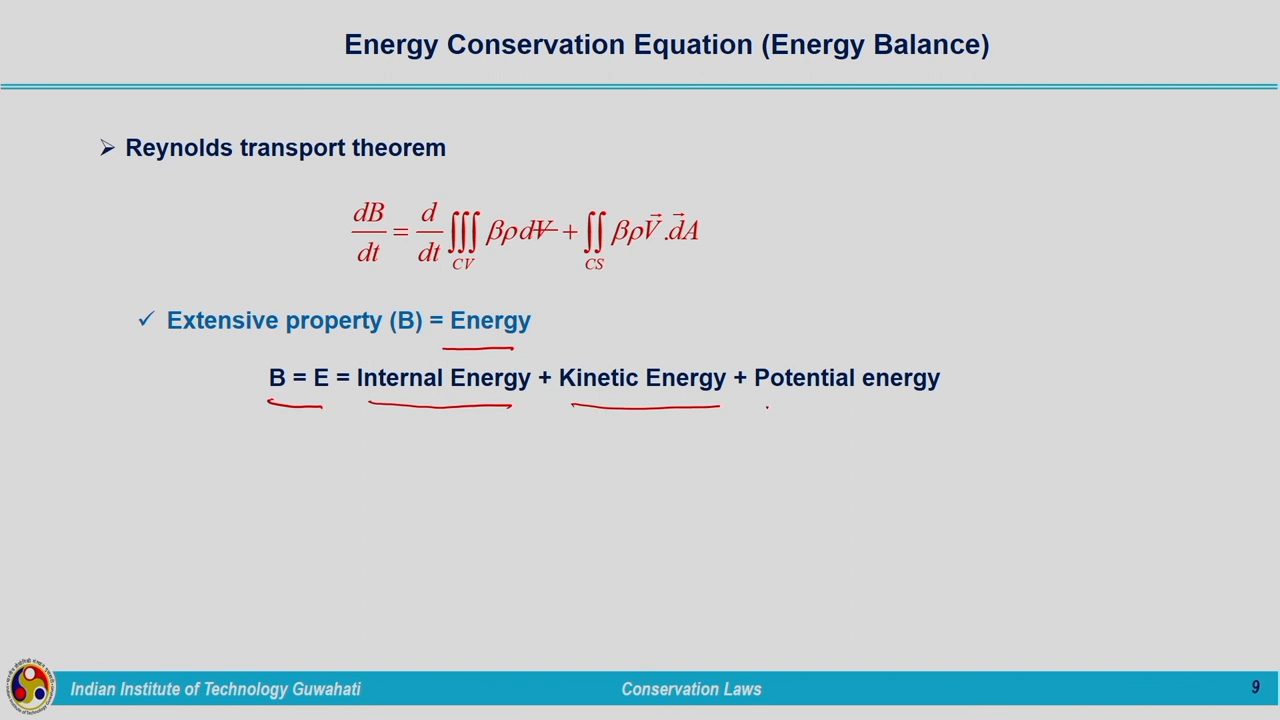 Energy Conservation Equation (Energy Balance)
➢ Reynolds transport theorem
dB/dt = d/dt ∭_CV βρdV̶ + ∬_CS βρV⃗.d⃗A
✓ Extensive property (B) = Energy
B = E = Internal Energy + Kinetic Energy + Potential energy
Indian Institute of Technology Guwahati Conservation Laws 9